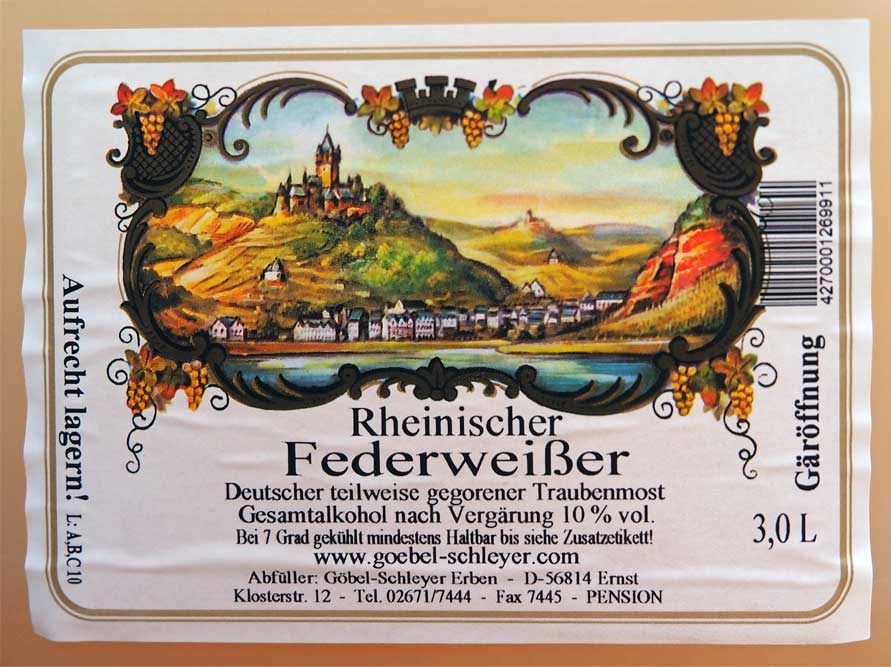 Rheinischer
Federweißer
Deutscher teilweise gegorener Traubenmost
Gesamtalkohol nach Vergärung 10 % vol.
Bei 7 Grad gekühlt mindestens Haltbar bis siehe Zusatzetikett!
www.goebel-schleyer.com
Abfüller: Göbel-Schleyer Erben - D-56814 Ernst
Klosterstr. 12 - Tel. 02671/7444 - Fax 7445 - PENSION
Aufrecht lagern! L: A,B,C 10
4270001269911
Gäröffnung
3,0 L